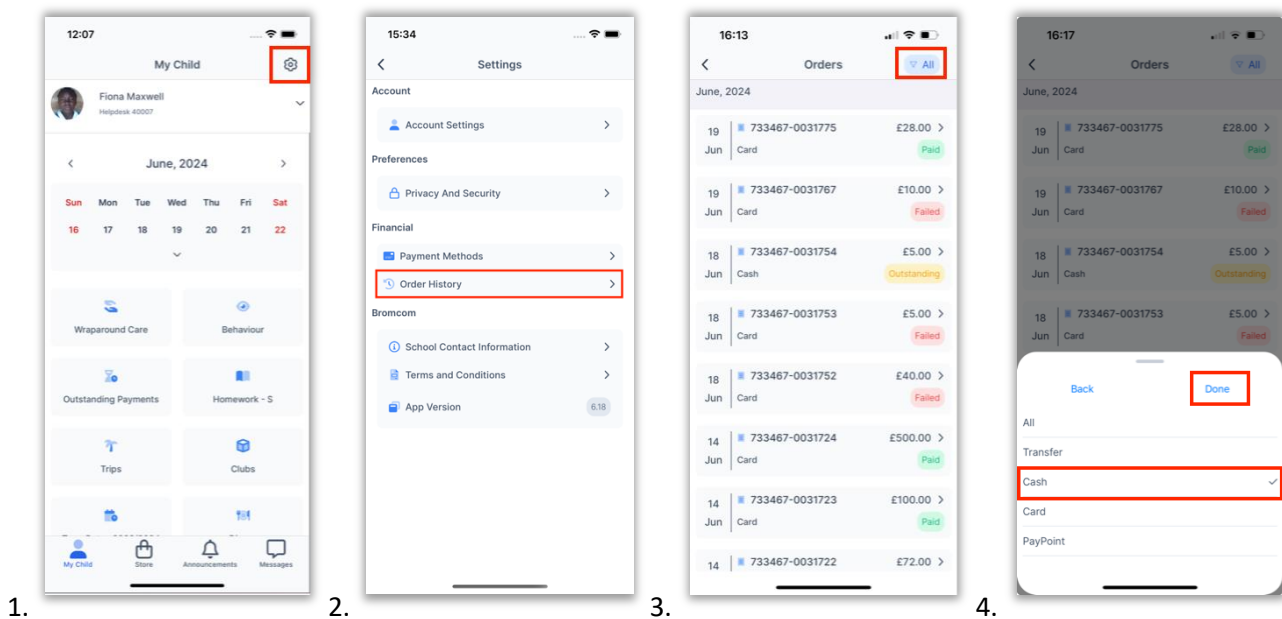 12:07
My Child
Fiona Maxwell
Helpdesk 40007
June, 2024
Sun Mon Tue Wed Thu Fri Sat
16 17 18 19 20 21 22
Wraparound Care Behaviour
Outstanding Payments Homework - S
Trips Clubs
My Child Store Announcements Messages
1.
15:34
Settings
Account
Account Settings
Preferences
Privacy And Security
Financial
Payment Methods
Order History
Bromcom
School Contact Information
Terms and Conditions
App Version 6.18
2.
16:13
Orders All
June, 2024
19 733467-0031775 £28.00
Jun Card Paid
19 733467-0031767 £10.00
Jun Card Failed
18 733467-0031754 £5.00
Jun Cash Outstanding
18 733467-0031753 £5.00
Jun Card Failed
18 733467-0031752 £40.00
Jun Card Failed
14 733467-0031724 £500.00
Jun Card Paid
14 733467-0031723 £100.00
Jun Card Paid
14 733467-0031722 £72.00
3.
16:17
Orders All
June, 2024
19 733467-0031775 £28.00
Jun Card Paid
19 733467-0031767 £10.00
Jun Card Failed
18 733467-0031754 £5.00
Jun Cash Outstanding
18 733467-0031753 £5.00
Jun Card Failed
Back Done
All
Transfer
Cash
Card
PayPoint
4.